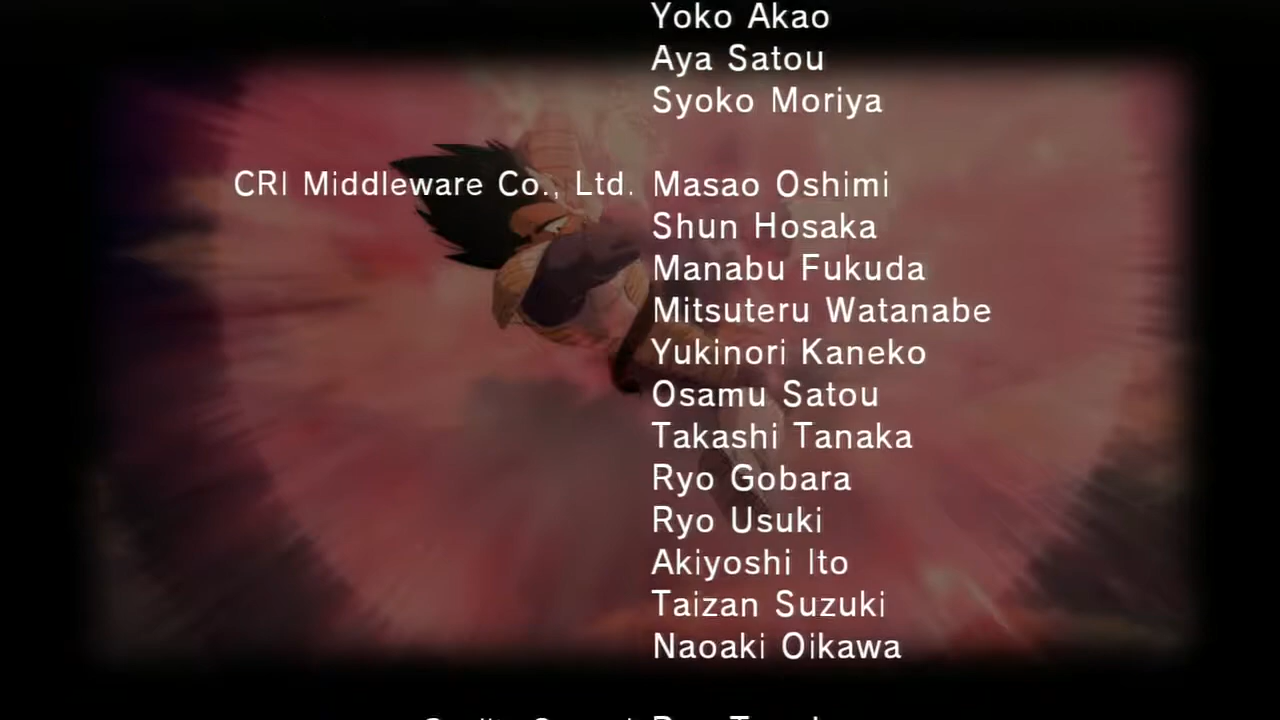 Yoko Akao
Aya Satou
Syoko Moriya
CRI Middleware Co., Ltd. Masao Oshimi
Shun Hosaka
Manabu Fukuda
Mitsuteru Watanabe
Yukinori Kaneko
Osamu Satou
Takashi Tanaka
Ryo Gobara
Ryo Usuki
Akiyoshi Ito
Taizan Suzuki
Naoaki Oikawa